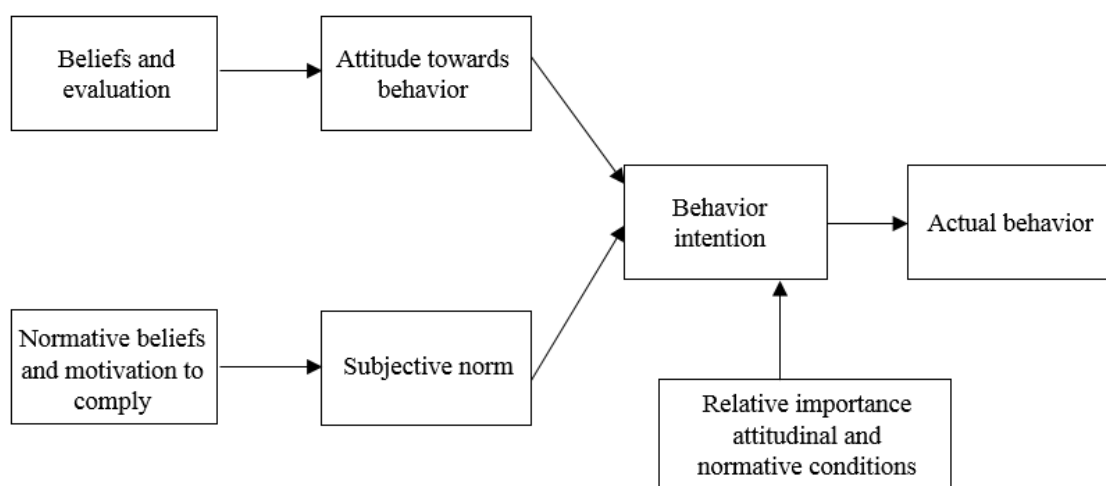 Beliefs and
evaluation
Attitude towards
behavior
Behavior
intention
Actual behavior
Normative beliefs
and motivation to
comply
Subjective norm
Relative importance
attitudinal and
normative conditions